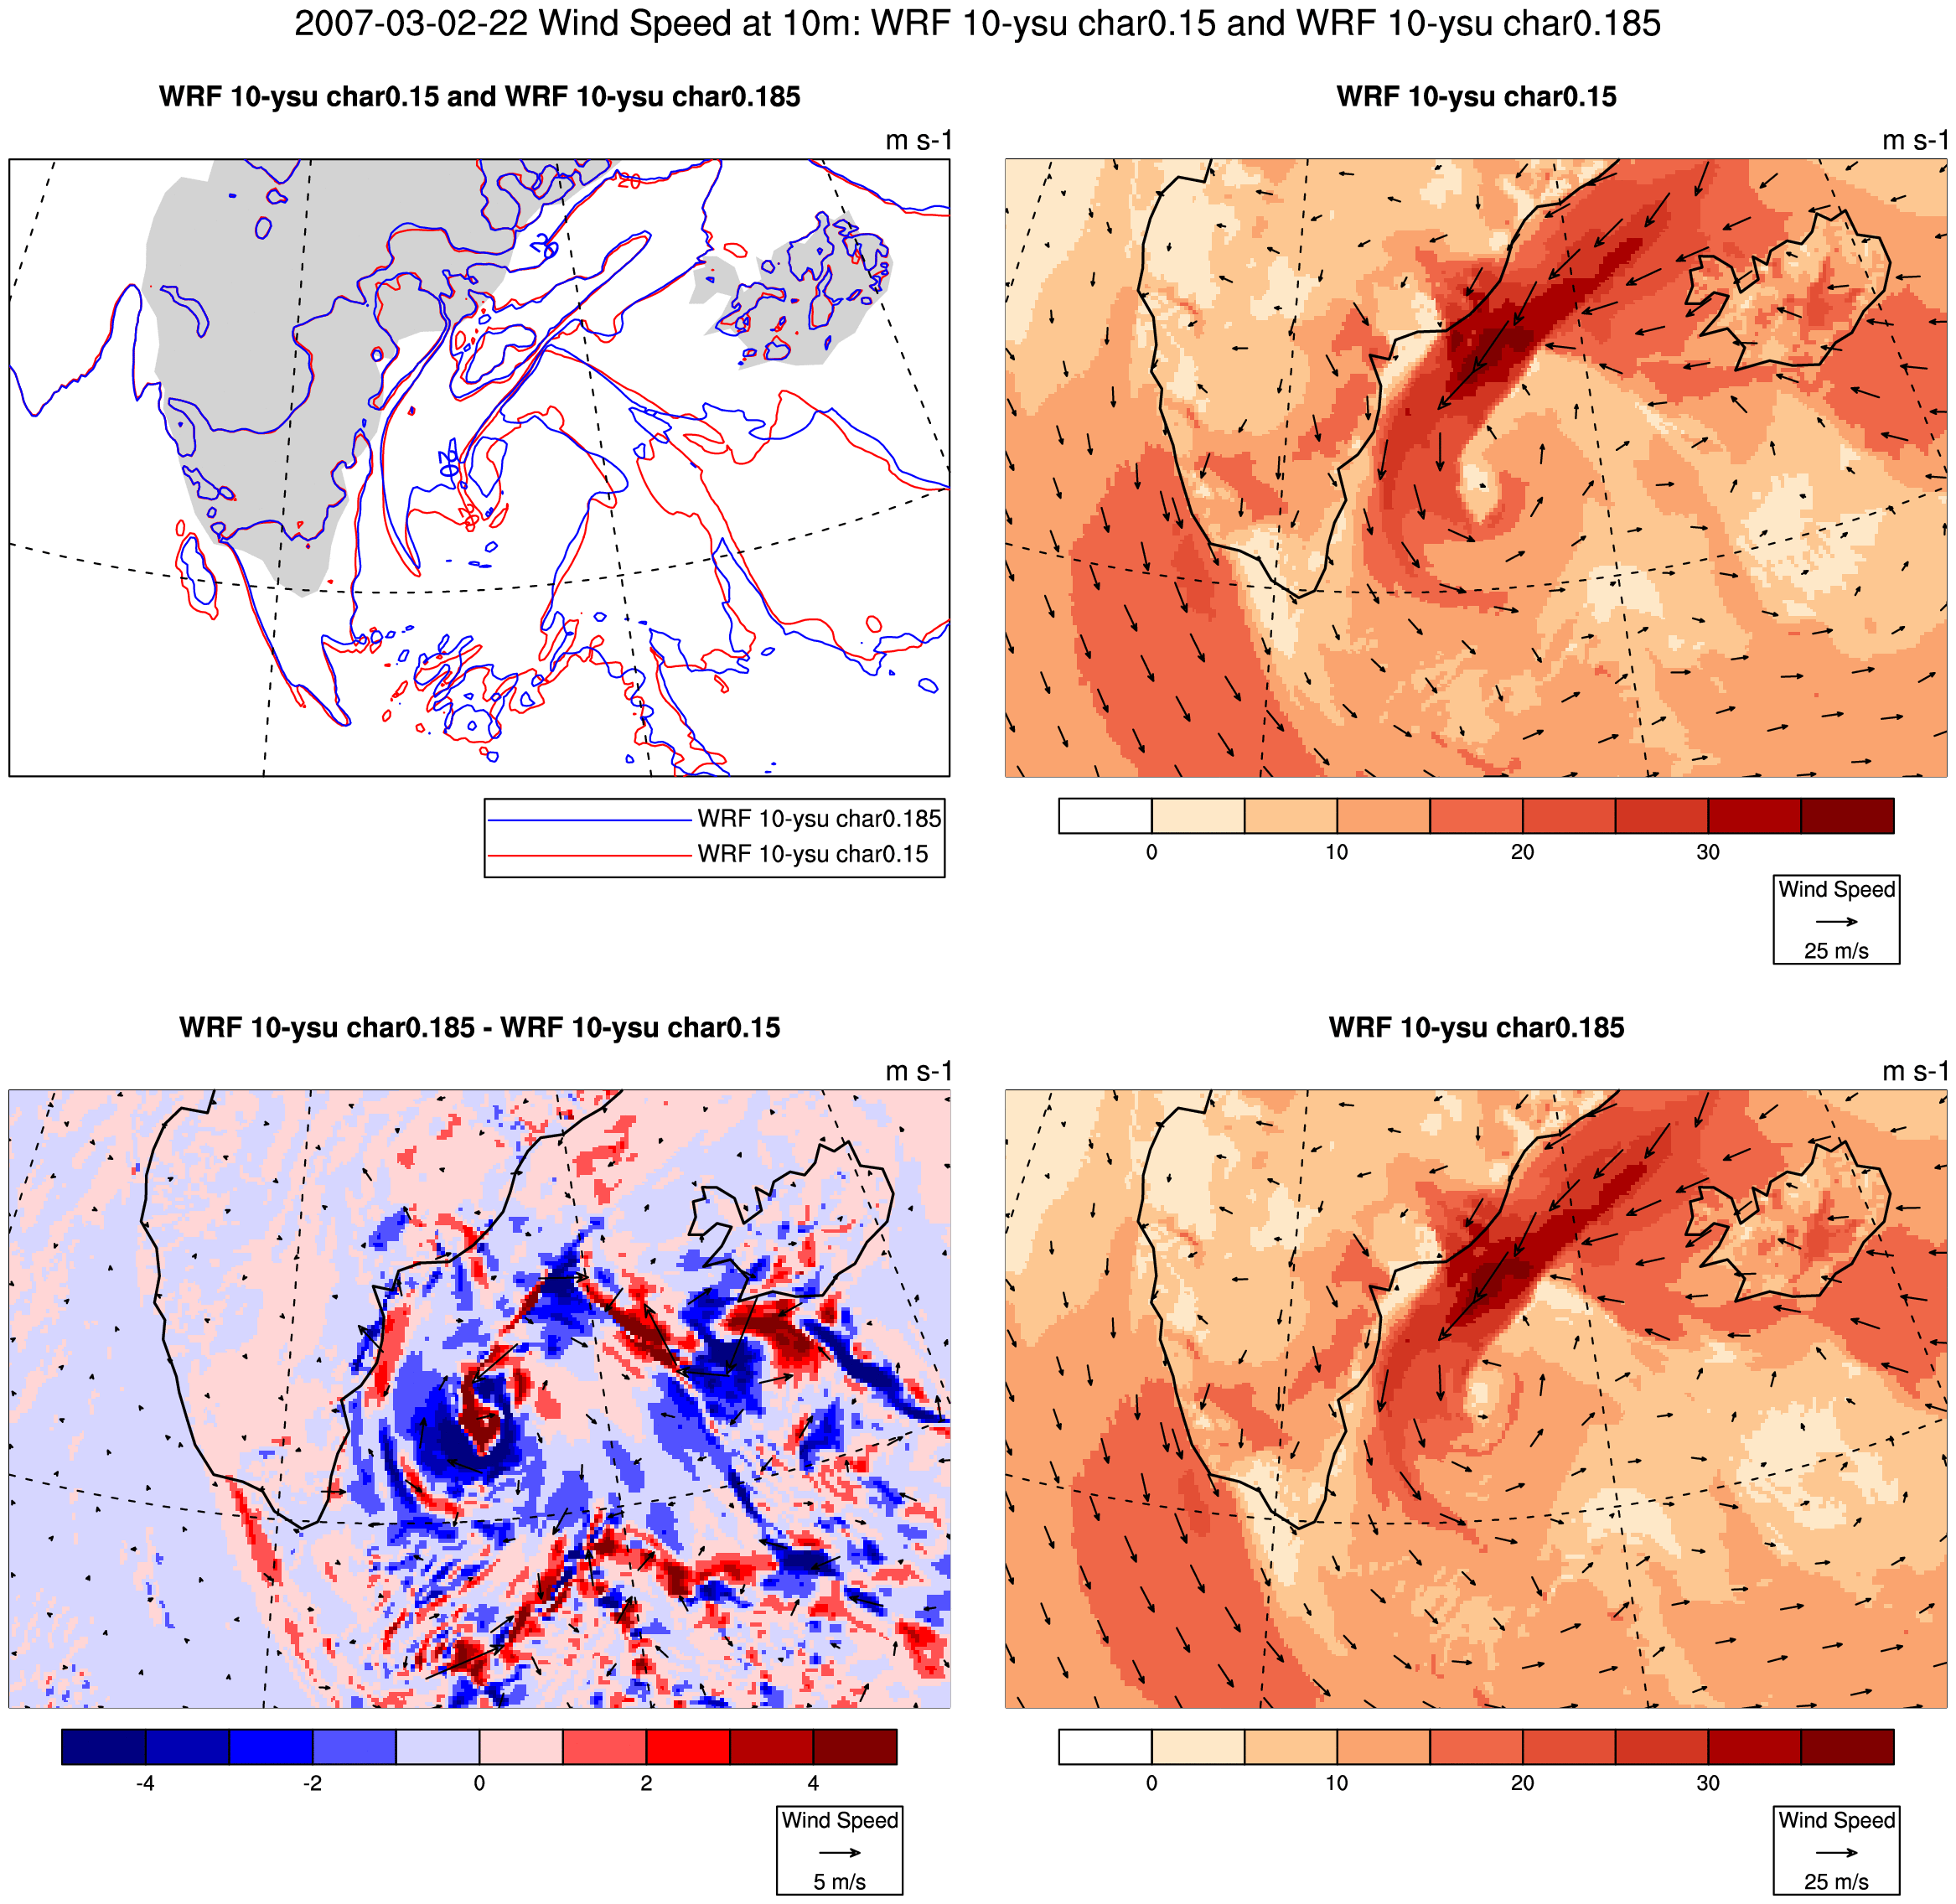 2007-03-02-22 Wind Speed at 10m: WRF 10-ysu char0.15 and WRF 10-ysu char0.185
WRF 10-ysu char0.15 and WRF 10-ysu char0.185
m s-1
20
20
20
20
WRF 10-ysu char0.185
WRF 10-ysu char0.15
WRF 10-ysu char0.15
m s-1
0 10 20 30
Wind Speed
25 m/s
WRF 10-ysu char0.185 - WRF 10-ysu char0.15
m s-1
-4 -2 0 2 4
Wind Speed
5 m/s
WRF 10-ysu char0.185
m s-1
0 10 20 30
Wind Speed
25 m/s